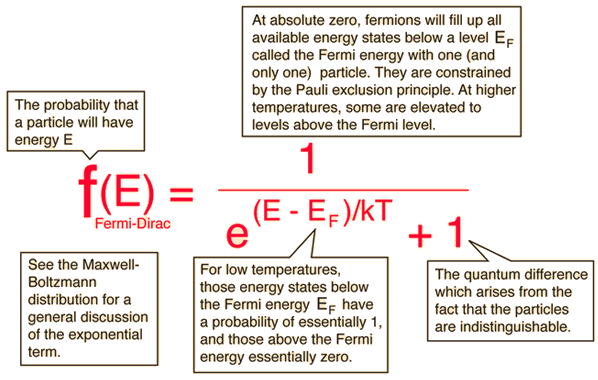 At absolute zero, fermions will fill up all
available energy states below a level E_F
called the Fermi energy with one (and
only one) particle. They are constrained
by the Pauli exclusion principle. At higher
temperatures, some are elevated to
levels above the Fermi level.
The probability that
a particle will have
energy E
f(E) = 1 / (e^((E - E_F)/kT) + 1)
Fermi-Dirac
See the Maxwell-
Boltzmann
distribution for a
general discussion
of the exponential
term.
For low temperatures,
those energy states below
the Fermi energy E_F have
a probability of essentially 1,
and those above the Fermi
energy essentially zero.
The quantum difference
which arises from the
fact that the particles
are indistinguishable.